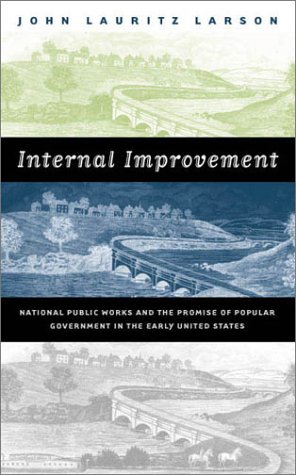 JOHN LAURITZ LARSON
Internal Improvement
NATIONAL PUBLIC WORKS AND THE PROMISE OF POPULAR
GOVERNMENT IN THE EARLY UNITED STATES